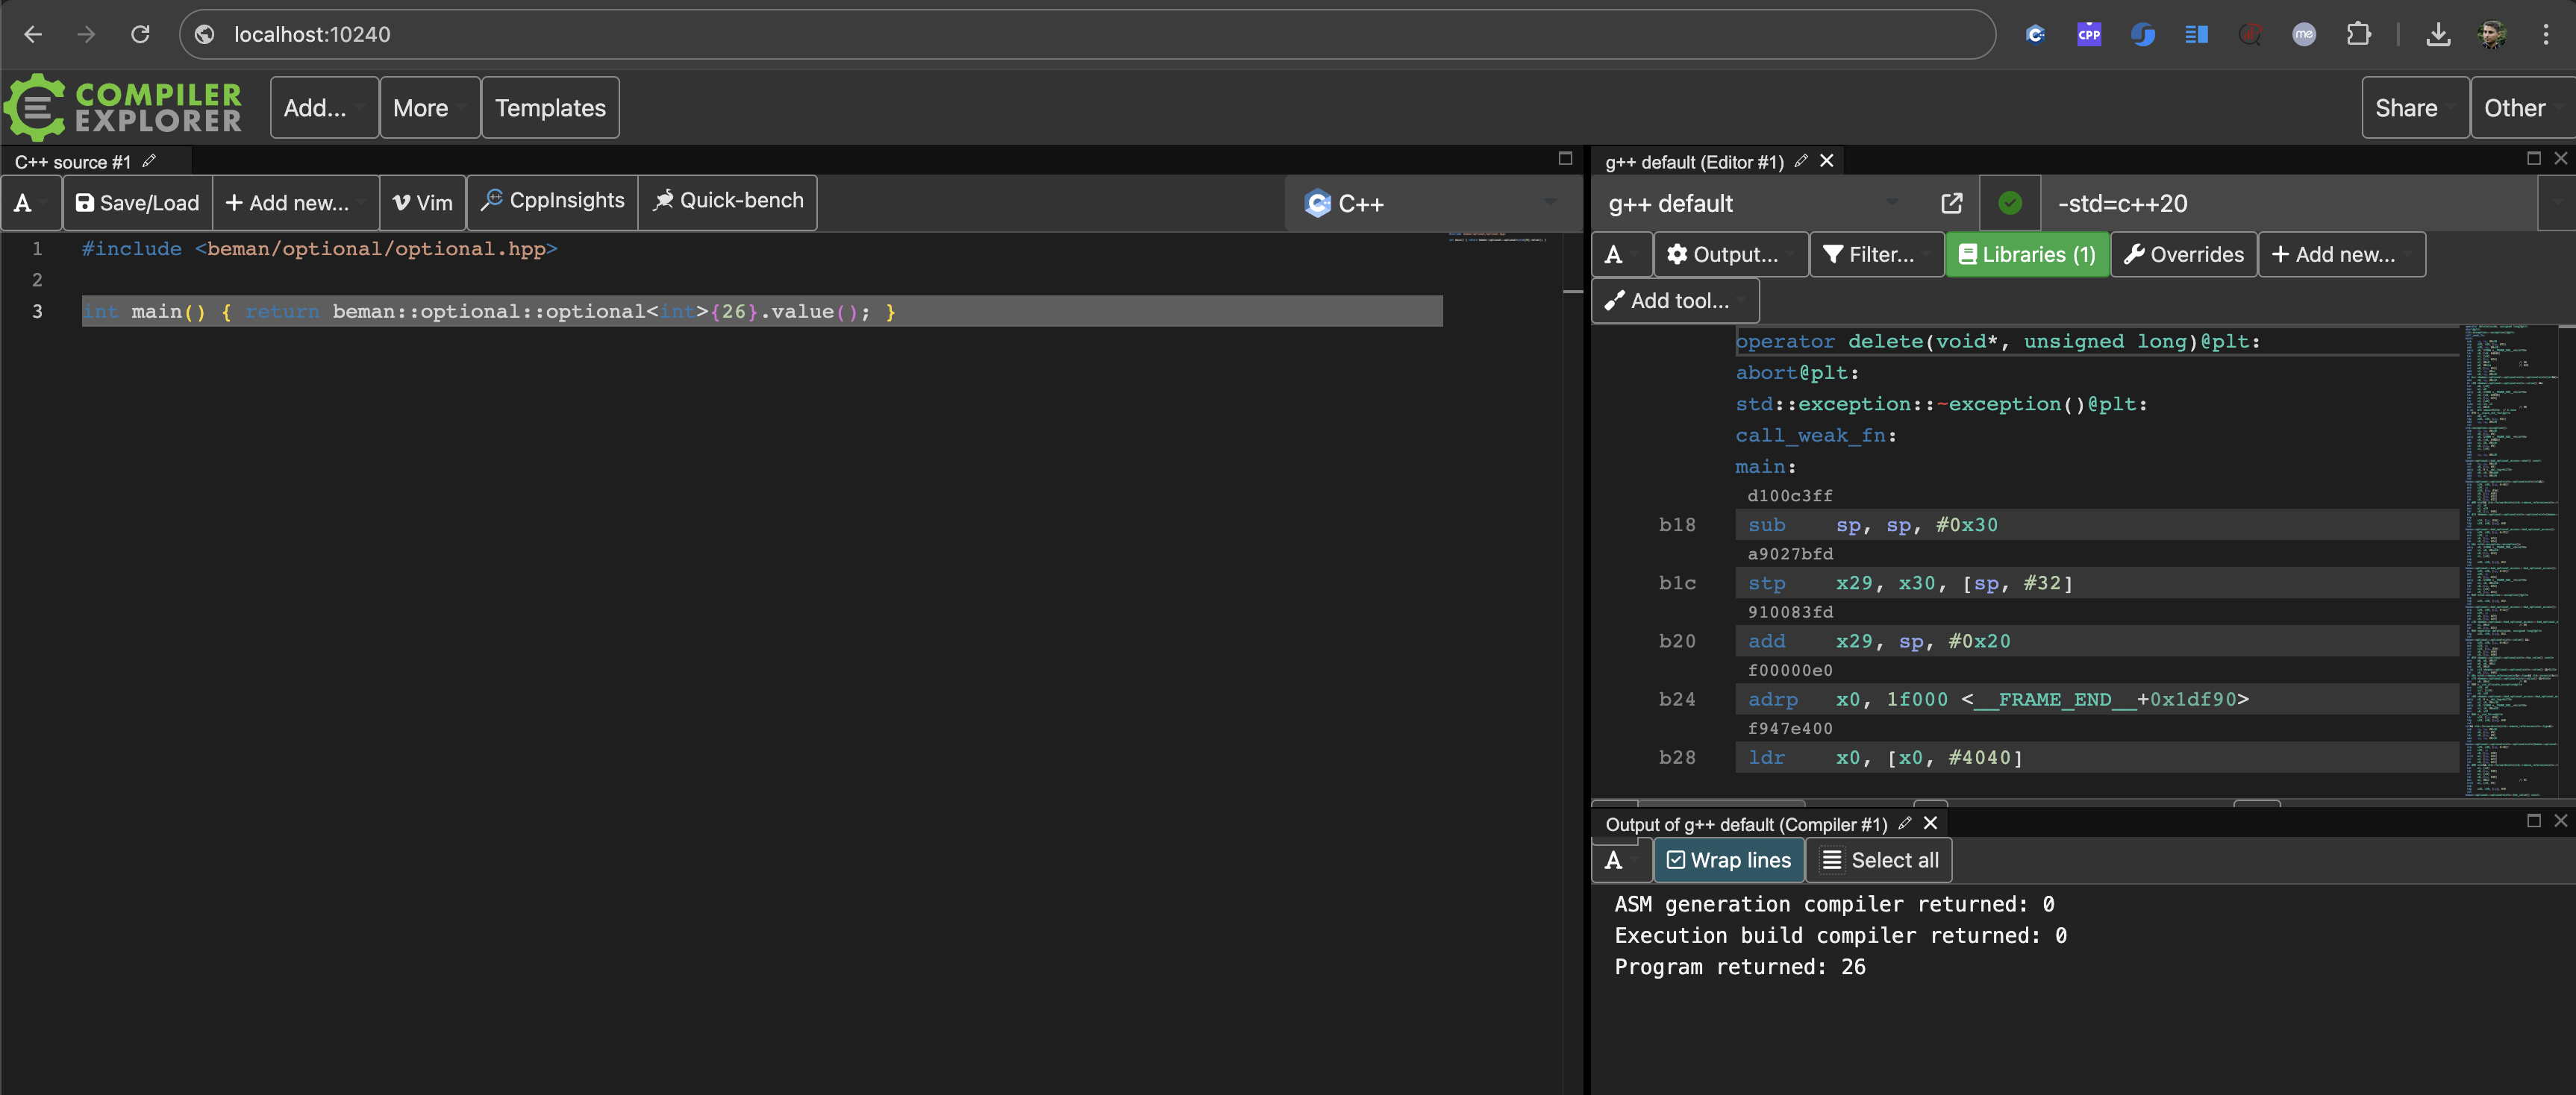 localhost:10240
CPP
me
COMPILER
EXPLORER
Add...
More
Templates
Share
Other
C++ source #1
A
Save/Load
+ Add new...
Vim
CppInsights
Quick-bench
C++
1 #include <beman/optional/optional.hpp>
2
3 int main() { return beman::optional::optional<int>{26}.value(); }
g++ default (Editor #1)
g++ default
-std=c++20
A
Output...
Filter...
Libraries (1)
Overrides
+ Add new...
Add tool...
operator delete(void*, unsigned long)@plt:
abort@plt:
std::exception::~exception()@plt:
call_weak_fn:
main:
d100c3ff
b18 sub sp, sp, #0x30
a9027bfd
b1c stp x29, x30, [sp, #32]
910083fd
b20 add x29, sp, #0x20
f00000e0
b24 adrp x0, 1f000 <__FRAME_END__+0x1df90>
f947e400
b28 ldr x0, [x0, #4040]
Output of g++ default (Compiler #1)
A
Wrap lines
Select all
ASM generation compiler returned: 0
Execution build compiler returned: 0
Program returned: 26